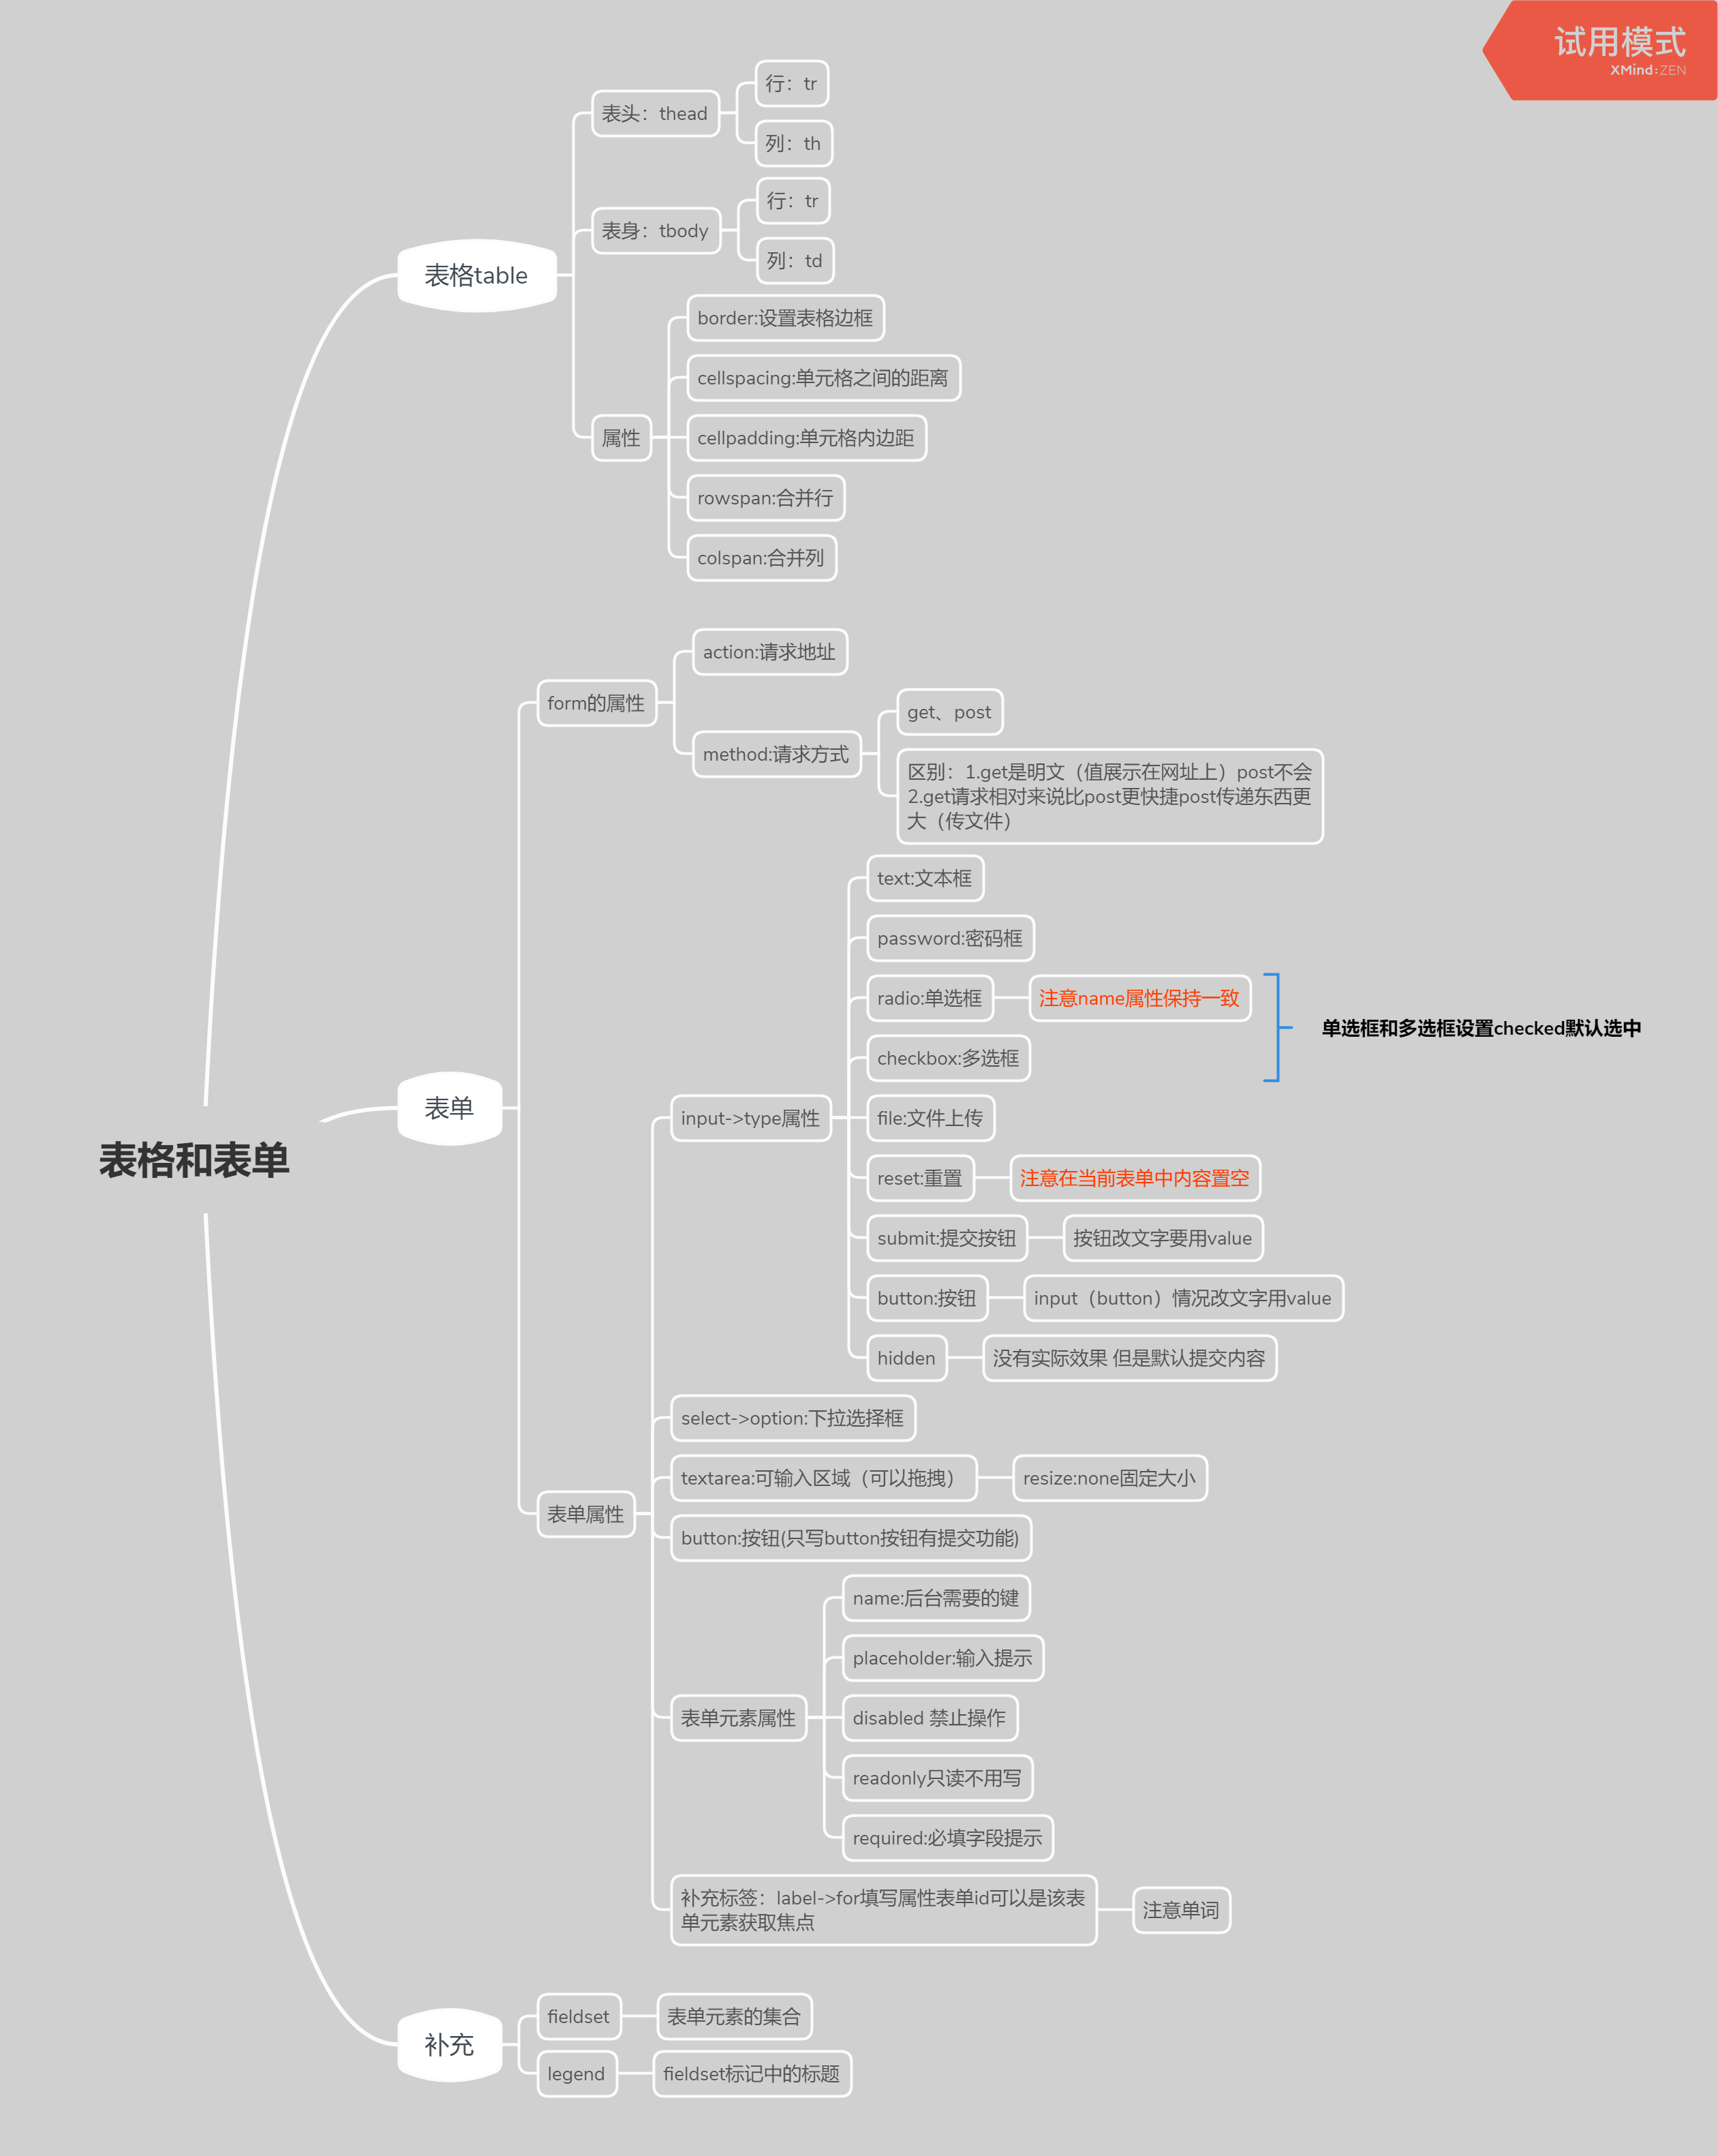 试用模式
XMind:ZEN
表格和表单
表格table
表头：thead
行：tr
列：th
表身：tbody
行：tr
列：td
属性
border:设置表格边框
cellspacing:单元格之间的距离
cellpadding:单元格内边距
rowspan:合并行
colspan:合并列
表单
form的属性
action:请求地址
method:请求方式
get、post
区别：1.get是明文（值展示在网址上）post不会
2.get请求相对来说比post更快捷post传递东西更
大（传文件）
表单属性
input->type属性
text:文本框
password:密码框
radio:单选框
注意name属性保持一致
checkbox:多选框
单选框和多选框设置checked默认选中
file:文件上传
reset:重置
注意在当前表单中内容置空
submit:提交按钮
按钮改文字要用value
button:按钮
input（button）情况改文字用value
hidden
没有实际效果 但是默认提交内容
select->option:下拉选择框
textarea:可输入区域（可以拖拽）
resize:none固定大小
button:按钮(只写button按钮有提交功能)
表单元素属性
name:后台需要的键
placeholder:输入提示
disabled 禁止操作
readonly只读不用写
required:必填字段提示
补充标签：label->for填写属性表单id可以是该表
单元素获取焦点
注意单词
补充
fieldset
表单元素的集合
legend
fieldset标记中的标题